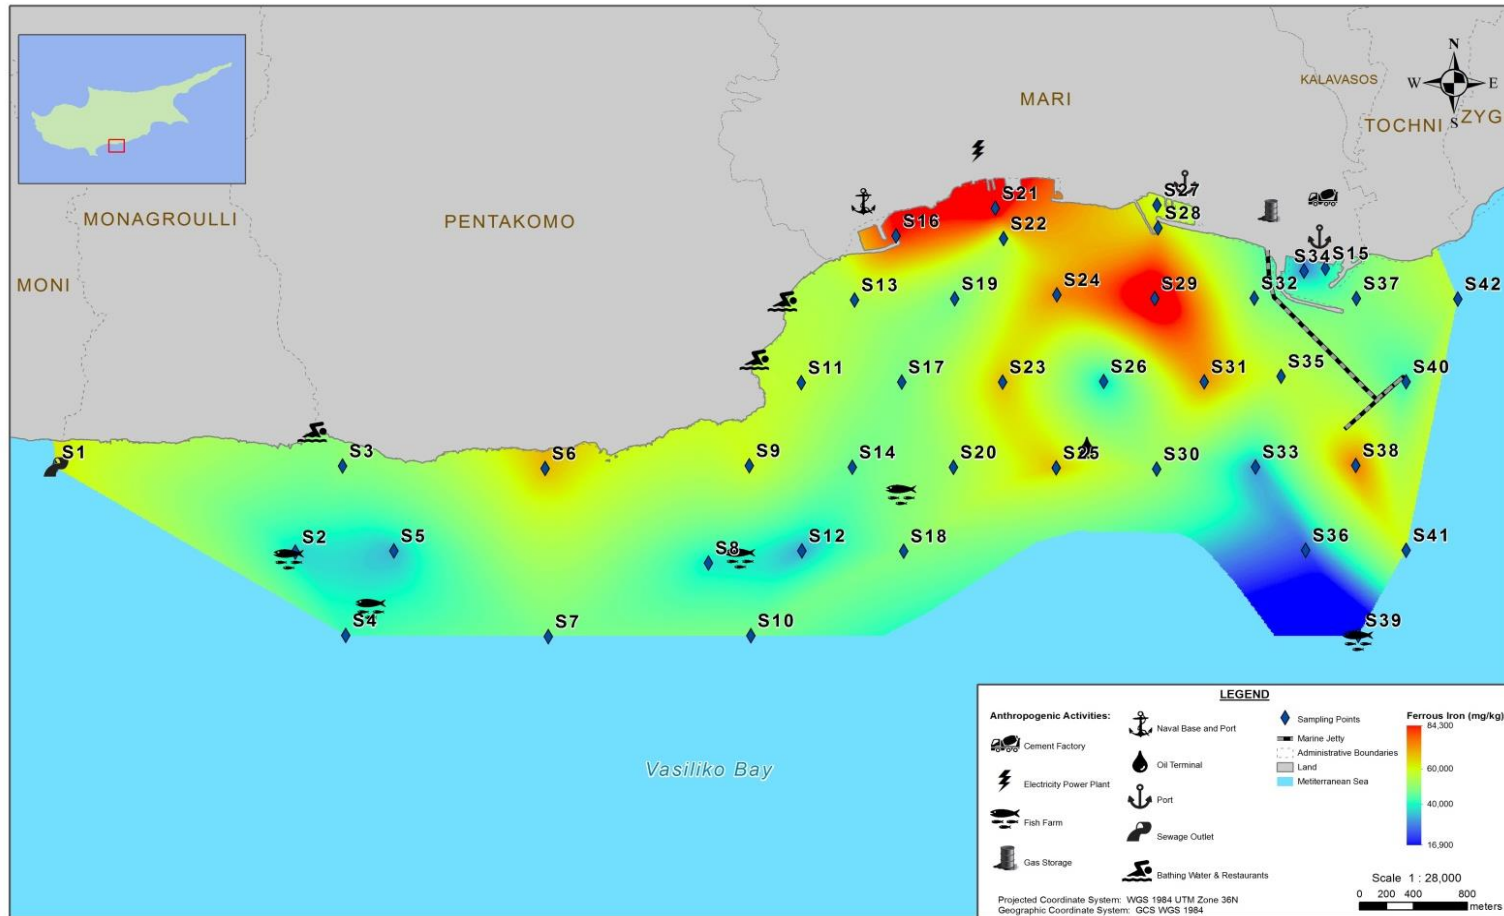 N
W E
S
KALAVASOS
MARI
TOCHNI
ZYG
MONAGROULLI
PENTAKOMO
MONI
S21
S27
S16
S22
S28
S34
S15
S13
S19
S24
S29
S32
S37
S42
S11
S17
S23
S26
S31
S35
S40
S1
S3
S6
S9
S14
S20
S25
S30
S33
S38
S2
S5
S8
S12
S18
S36
S41
S4
S7
S10
S39
Vasiliko Bay
LEGEND
Anthropogenic Activities:
Cement Factory
Electricity Power Plant
Fish Farm
Gas Storage
Naval Base and Port
Oil Terminal
Port
Sewage Outlet
Bathing Water & Restaurants
Sampling Points
Marine Jetty
Administrative Boundaries
Land
Metiterranean Sea
Ferrous Iron (mg/kg)
84,300
60,000
40,000
16,900
Scale 1 : 28,000
0 200 400 800
meters
Projected Coordinate System: WGS 1984 UTM Zone 36N
Geographic Coordinate System: GCS WGS 1984